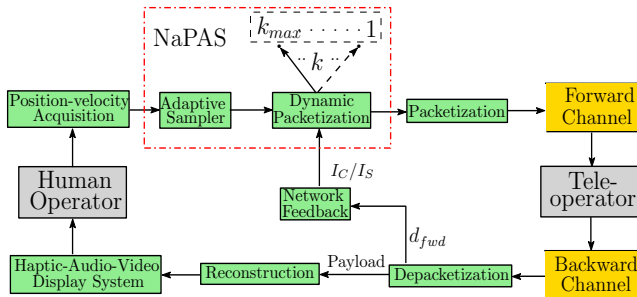 NaPAS
k_max . . . . . 1
.. k ..
Position-velocity
Acquisition
Adaptive
Sampler
Dynamic
Packetization
Packetization
Forward
Channel
I_C/I_S
Human
Operator
Network
Feedback
Tele-
operator
d_fwd
Haptic-Audio-Video
Display System
Reconstruction
Payload
Depacketization
Backward
Channel